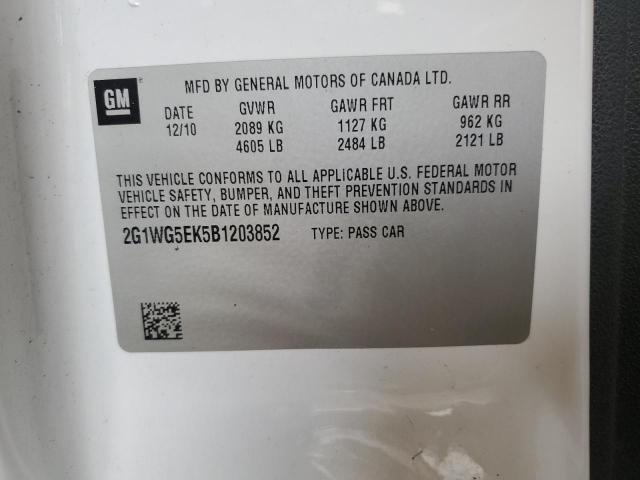 GM
MFD BY GENERAL MOTORS OF CANADA LTD.
DATE GVWR GAWR FRT GAWR RR
12/10 2089 KG 1127 KG 962 KG
4605 LB 2484 LB 2121 LB
THIS VEHICLE CONFORMS TO ALL APPLICABLE U.S. FEDERAL MOTOR
VEHICLE SAFETY, BUMPER, AND THEFT PREVENTION STANDARDS IN
EFFECT ON THE DATE OF MANUFACTURE SHOWN ABOVE.
2G1WG5EK5B1203852 TYPE: PASS CAR